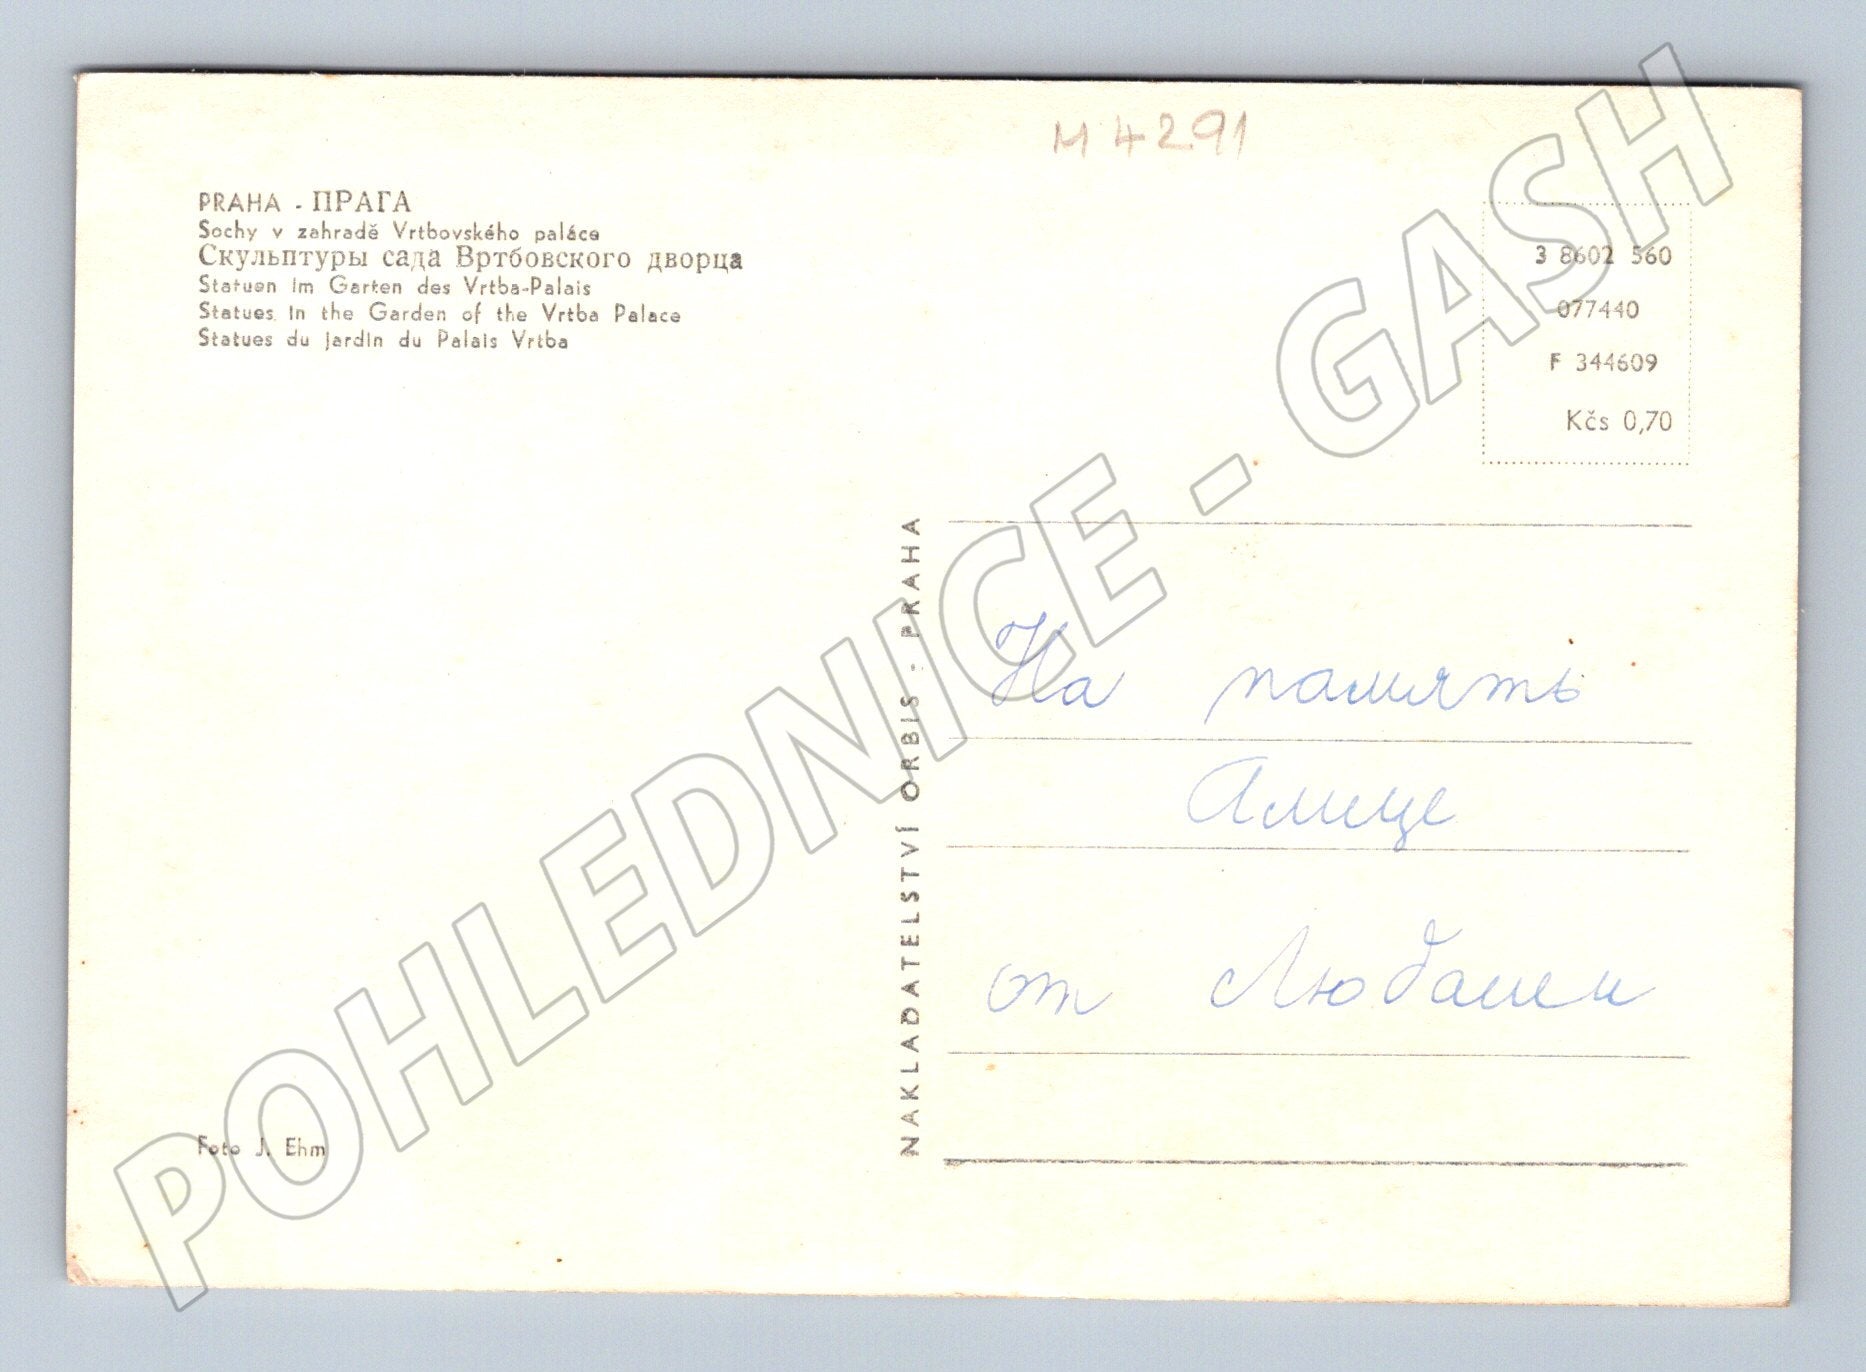 M 4291
PRAHA - ПРАГА
Sochy v zahradě Vrtbovského paláce
Скульптуры сада Вртбовского дворца
Statuen im Garten des Vrtba-Palais
Statues in the Garden of the Vrtba Palace
Statues du jardin du Palais Vrtba
3 8602 560
077440
F 344609
Kčs 0,70
NAKLADATELSTVÍ ORBIS - PRAHA
На память
Алице
от
Foto J. Ehm
POHLEDNICE - GASH